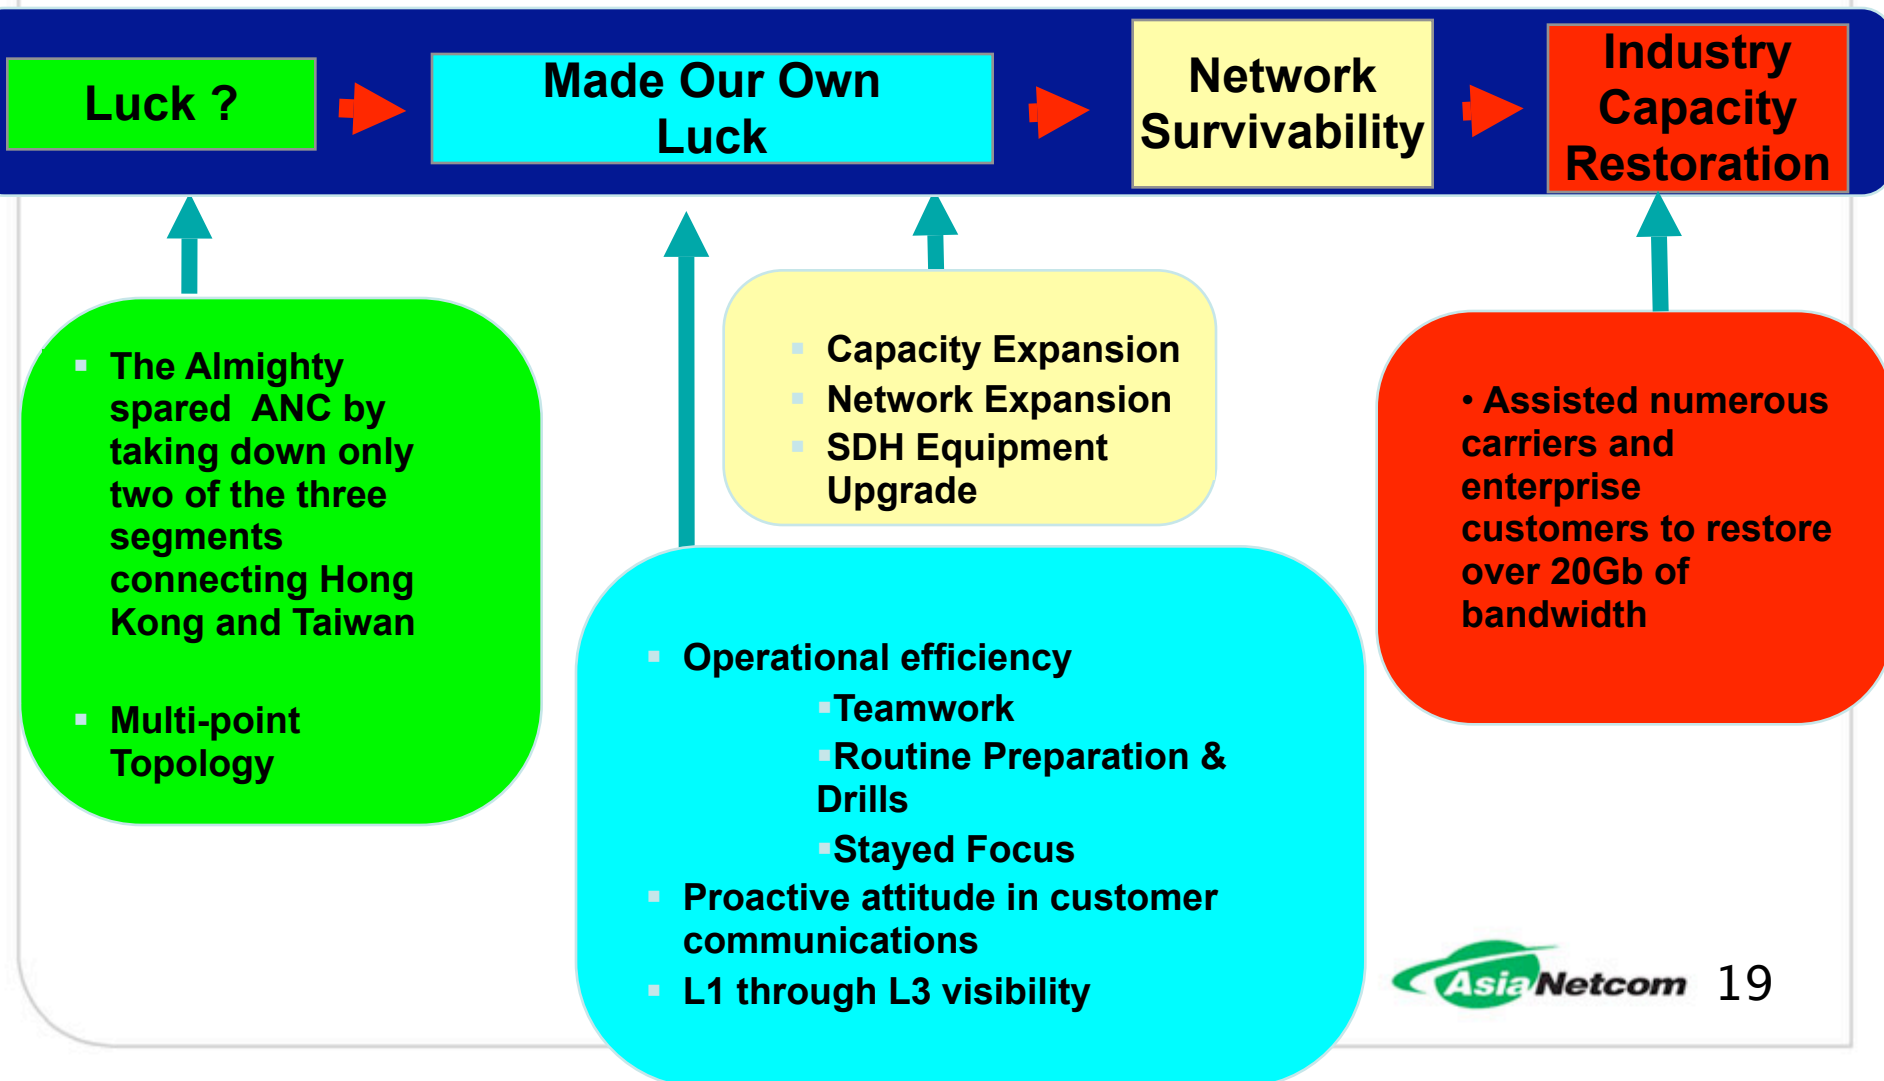 Luck ?
Made Our Own
Luck
Network
Survivability
Industry
Capacity
Restoration
▪ The Almighty
spared ANC by
taking down only
two of the three
segments
connecting Hong
Kong and Taiwan
▪ Multi-point
Topology
▪ Capacity Expansion
▪ Network Expansion
▪ SDH Equipment
Upgrade
▪ Operational efficiency
▪Teamwork
▪Routine Preparation &
Drills
▪Stayed Focus
▪ Proactive attitude in customer
communications
▪ L1 through L3 visibility
• Assisted numerous
carriers and
enterprise
customers to restore
over 20Gb of
bandwidth
AsiaNetcom
19